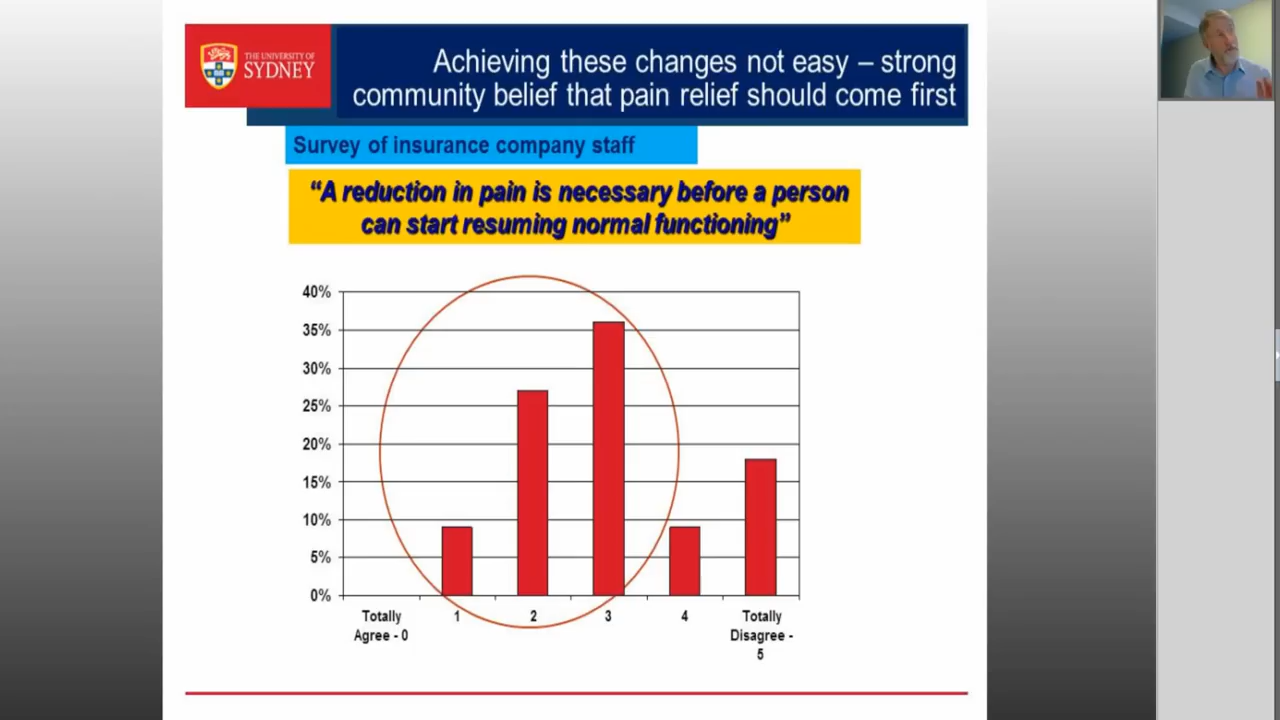 THE UNIVERSITY OF
SYDNEY
Achieving these changes not easy – strong
community belief that pain relief should come first
Survey of insurance company staff
“A reduction in pain is necessary before a person
can start resuming normal functioning”
40%
35%
30%
25%
20%
15%
10%
5%
0%
Totally
Agree - 0
1
2
3
4
Totally
Disagree -
5